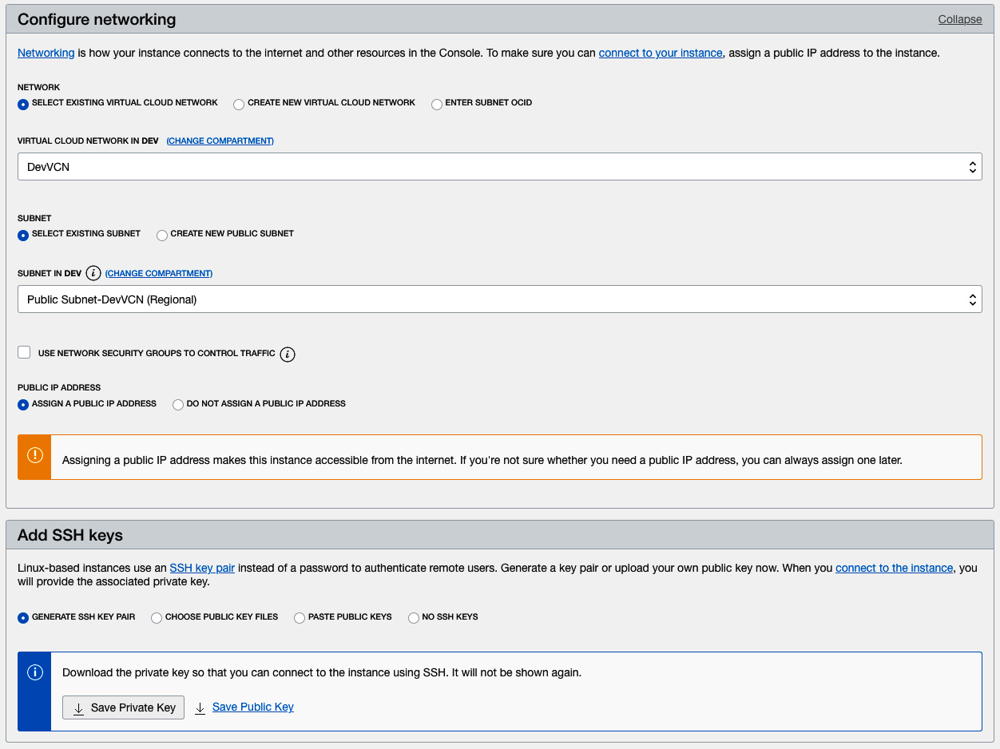 Configure networking
Collapse
Networking is how your instance connects to the internet and other resources in the Console. To make sure you can connect to your instance, assign a public IP address to the instance.
NETWORK
SELECT EXISTING VIRTUAL CLOUD NETWORK CREATE NEW VIRTUAL CLOUD NETWORK ENTER SUBNET OCID
VIRTUAL CLOUD NETWORK IN DEV (CHANGE COMPARTMENT)
DevVCN
SUBNET
SELECT EXISTING SUBNET CREATE NEW PUBLIC SUBNET
SUBNET IN DEV i (CHANGE COMPARTMENT)
Public Subnet-DevVCN (Regional)
USE NETWORK SECURITY GROUPS TO CONTROL TRAFFIC i
PUBLIC IP ADDRESS
ASSIGN A PUBLIC IP ADDRESS DO NOT ASSIGN A PUBLIC IP ADDRESS
Assigning a public IP address makes this instance accessible from the internet. If you're not sure whether you need a public IP address, you can always assign one later.
Add SSH keys
Linux-based instances use an SSH key pair instead of a password to authenticate remote users. Generate a key pair or upload your own public key now. When you connect to the instance, you
will provide the associated private key.
GENERATE SSH KEY PAIR CHOOSE PUBLIC KEY FILES PASTE PUBLIC KEYS NO SSH KEYS
Download the private key so that you can connect to the instance using SSH. It will not be shown again.
Save Private Key Save Public Key